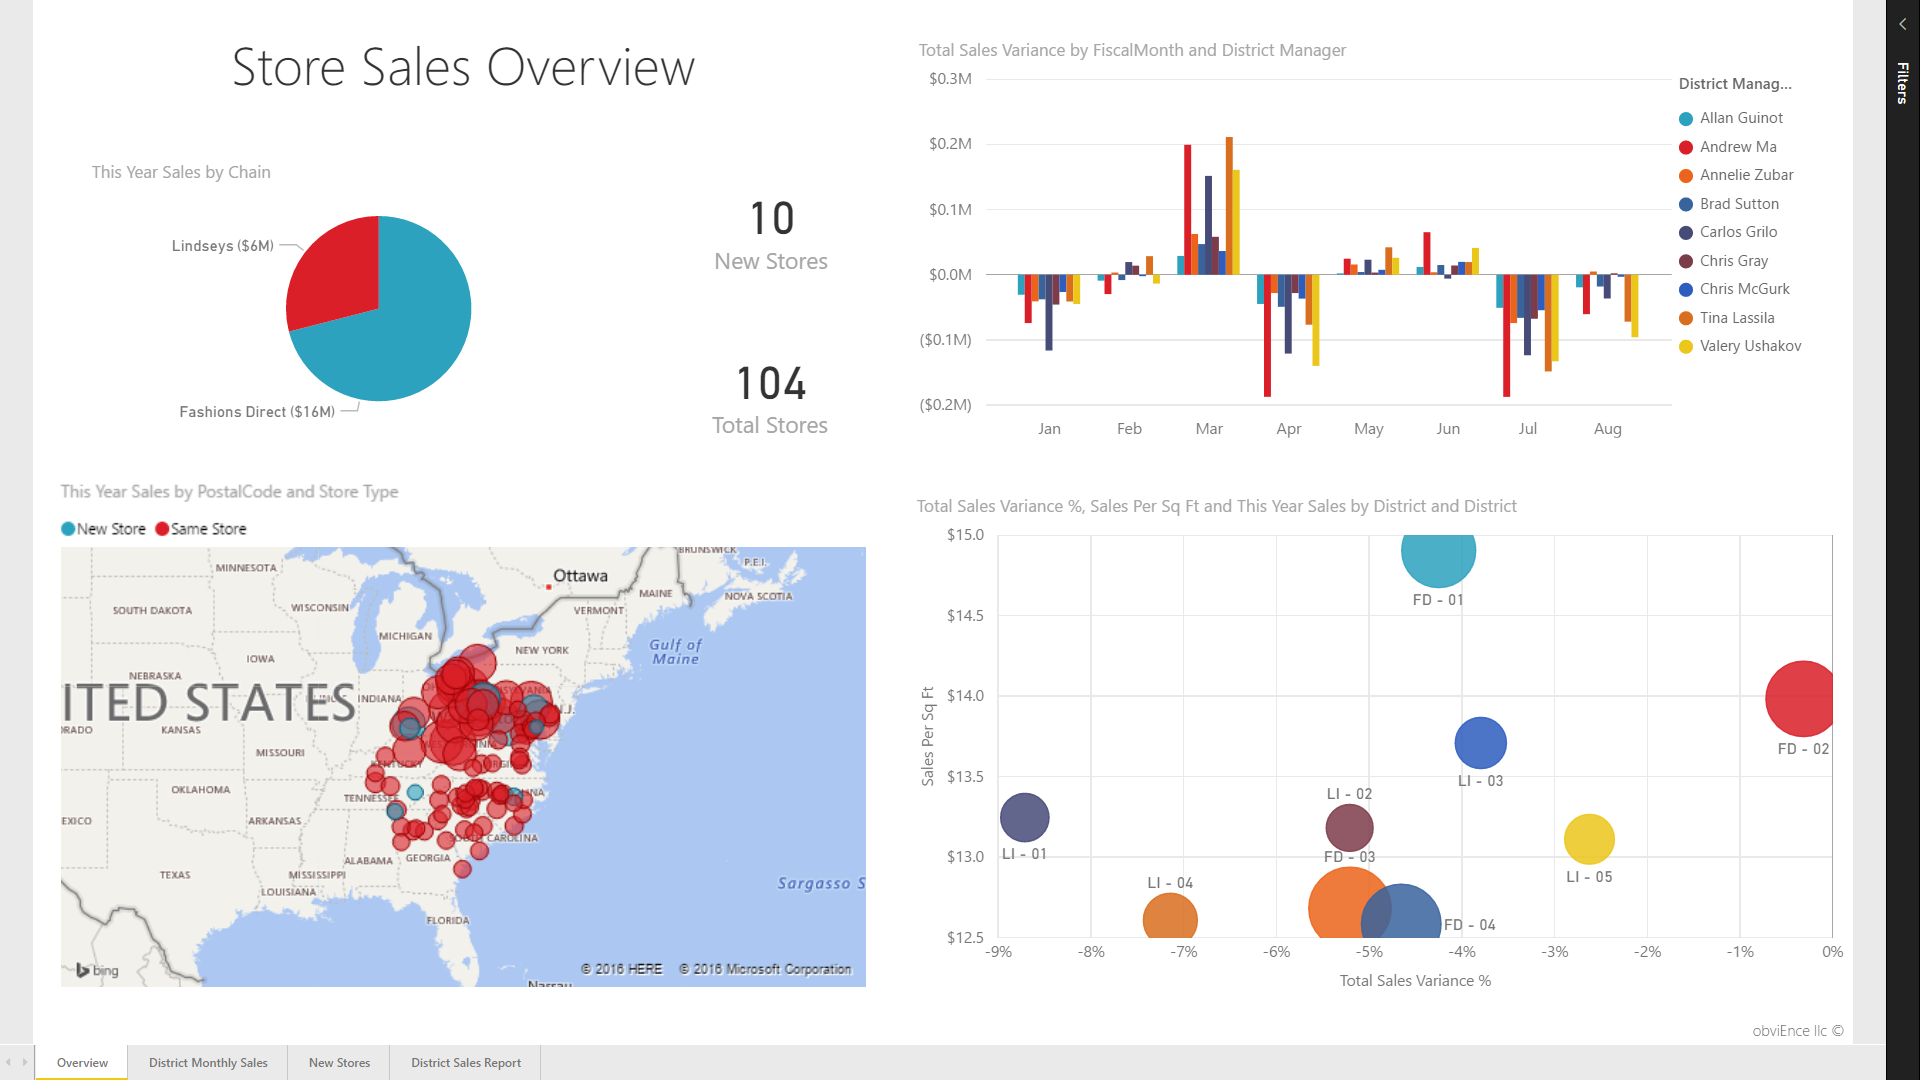 Store Sales Overview
This Year Sales by Chain
Lindseys ($6M)
Fashions Direct ($16M)
10
New Stores
104
Total Stores
Total Sales Variance by FiscalMonth and District Manager
$0.3M
$0.2M
$0.1M
$0.0M
($0.1M)
($0.2M)
Jan Feb Mar Apr May Jun Jul Aug
District Manag...
Allan Guinot
Andrew Ma
Annelie Zubar
Brad Sutton
Carlos Grilo
Chris Gray
Chris McGurk
Tina Lassila
Valery Ushakov
Filters
This Year Sales by PostalCode and Store Type
New Store Same Store
BRUNSWICK
P.E.I.
MINNESOTA
Ottawa
MAINE
NOVA SCOTIA
SOUTH DAKOTA
WISCONSIN
VERMONT
MICHIGAN
Gulf of
Maine
NEW YORK
IOWA
NEBRASKA
ITED STATES
INDIANA
N.J.
KANSAS
MISSOURI
KENTUCKY
OKLAHOMA
TENNESSEE
ARKANSAS
EXICO
CAROLINA
ALABAMA
GEORGIA
TEXAS
MISSISSIPPI
LOUISIANA
Sargasso S
FLORIDA
bing
© 2016 HERE © 2016 Microsoft Corporation
Nassau
Total Sales Variance %, Sales Per Sq Ft and This Year Sales by District and District
Sales Per Sq Ft
$15.0
$14.5
$14.0
$13.5
$13.0
$12.5
FD - 01
FD - 02
LI - 03
LI - 02
LI - 01
FD - 03
LI - 05
LI - 04
FD - 04
-9% -8% -7% -6% -5% -4% -3% -2% -1% 0%
Total Sales Variance %
obviEnce llc ©
Overview
District Monthly Sales
New Stores
District Sales Report